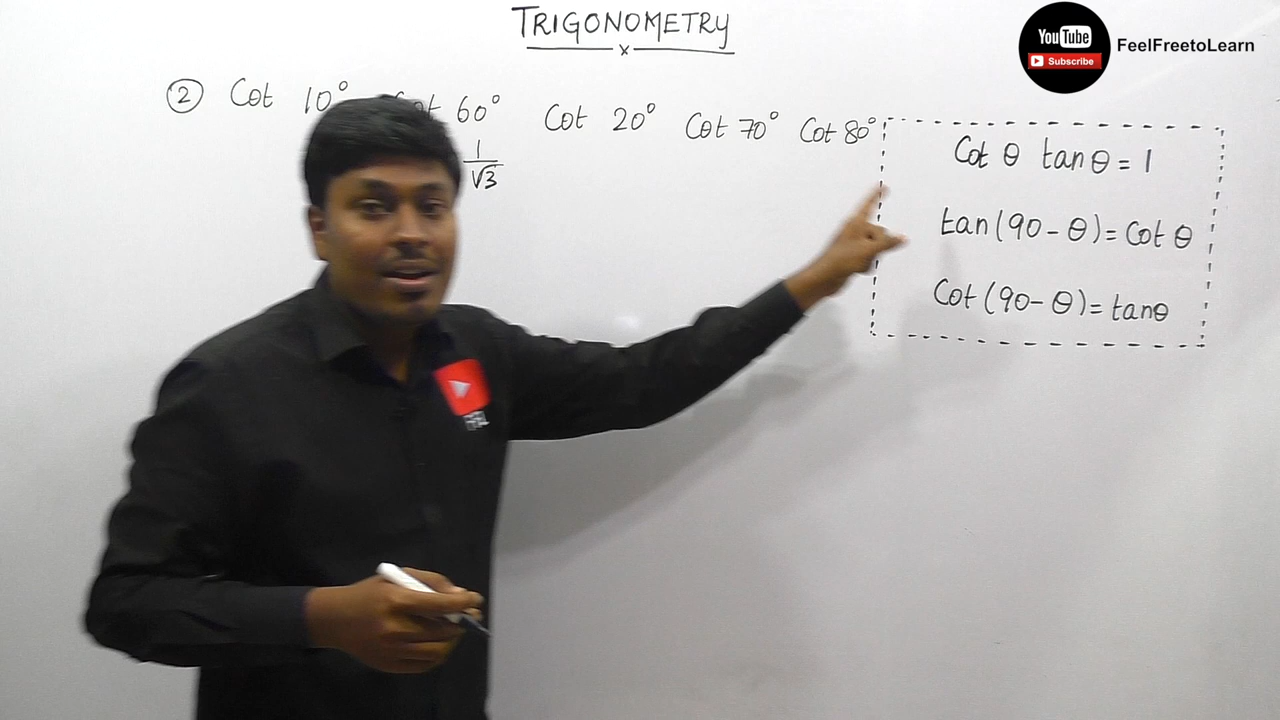 TRIGONOMETRY
x
YouTube
Subscribe
FeelFreetoLearn
② Cot 10° Cot 60° Cot 20° Cot 70° Cot 80°
1/√3
Cot θ tan θ = 1
tan(90 - θ) = Cot θ
Cot (90 - θ) = tan θ